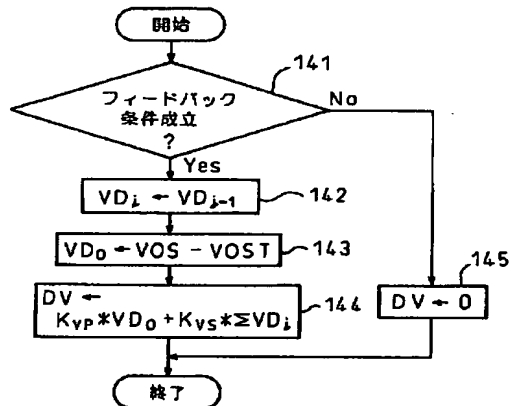 開始
141
フィードバック
条件成立
?
No
Yes
VDi ← VDi-1
142
VD0 ← VOS - VOST
143
145
DV ←
KVP*VD0 + KVS*ΣVDi
144
DV ← 0
終了